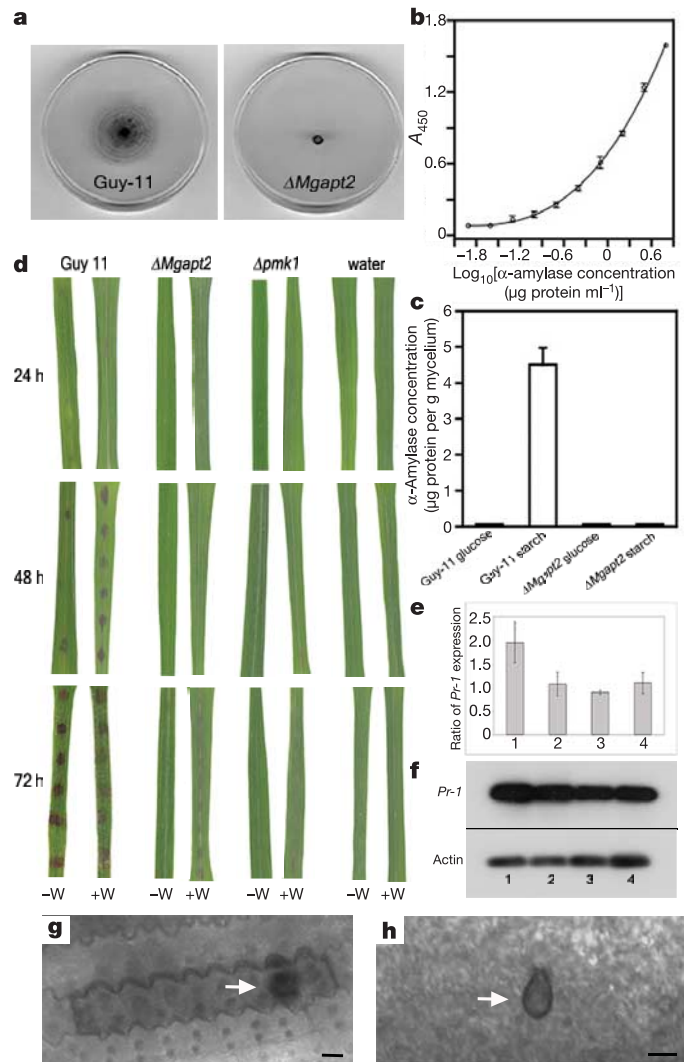 a
Guy-11
ΔMgapt2
b
1.8
1.2
0.6
0
A450
−1.8 −1.2 −0.6 0 0.6
Log10[α-amylase concentration
(µg protein ml−1)]
c
α-Amylase concentration
(µg protein per g mycelium)
6
5
4
3
2
1
0
Guy-11 glucose
Guy-11 starch
ΔMgapt2 glucose
ΔMgapt2 starch
d
Guy 11 ΔMgapt2 Δpmk1 water
24 h
48 h
72 h
−W +W −W +W −W +W −W +W
e
Ratio of Pr-1 expression
2.5
2.0
1.5
1.0
0.5
0
1 2 3 4
f
Pr-1
Actin
1 2 3 4
g
h